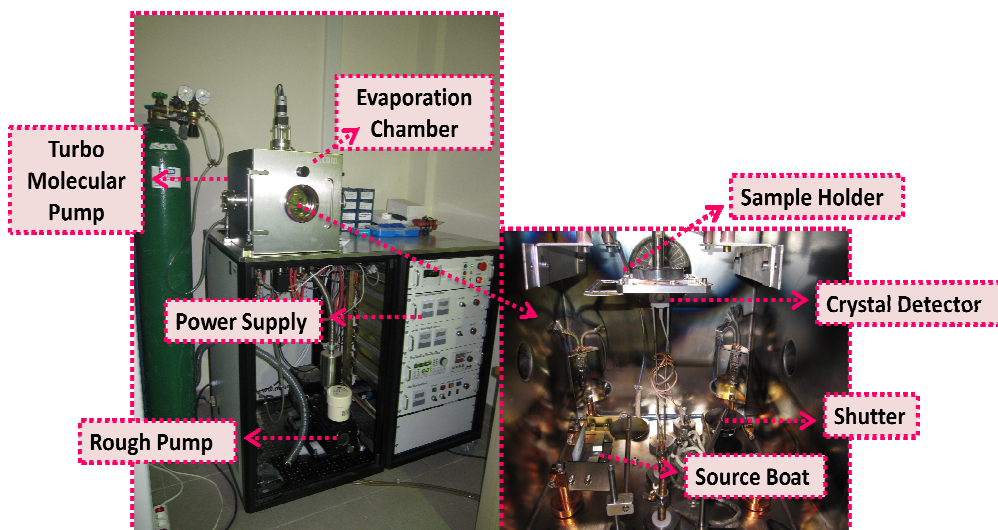 Evaporation
Chamber
Turbo
Molecular
Pump
Sample Holder
Power Supply
Crystal Detector
Rough Pump
Shutter
Source Boat